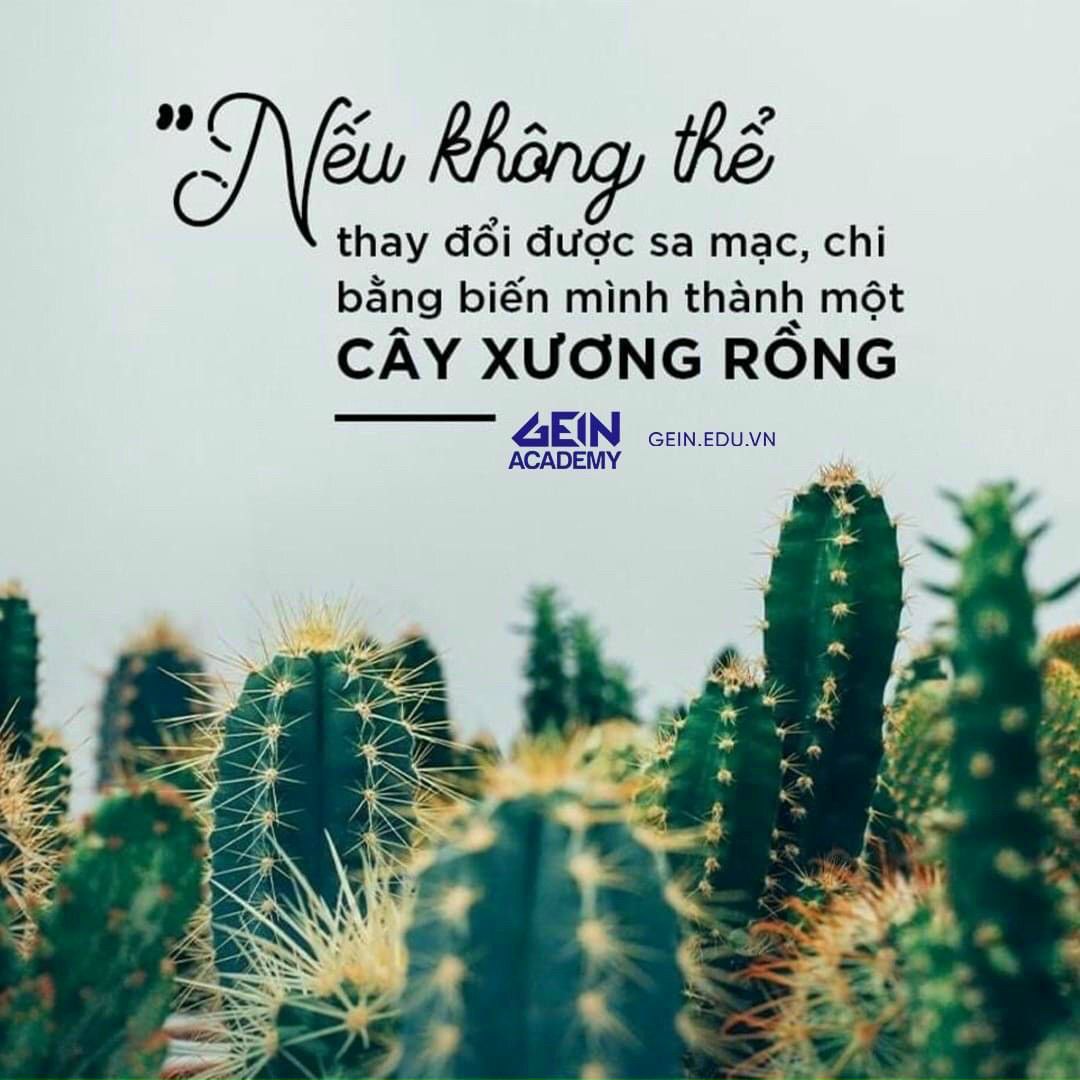 "Nếu không thể
thay đổi được sa mạc, chi
bằng biến mình thành một
CÂY XƯƠNG RỒNG
GEIN
ACADEMY
GEIN.EDU.VN